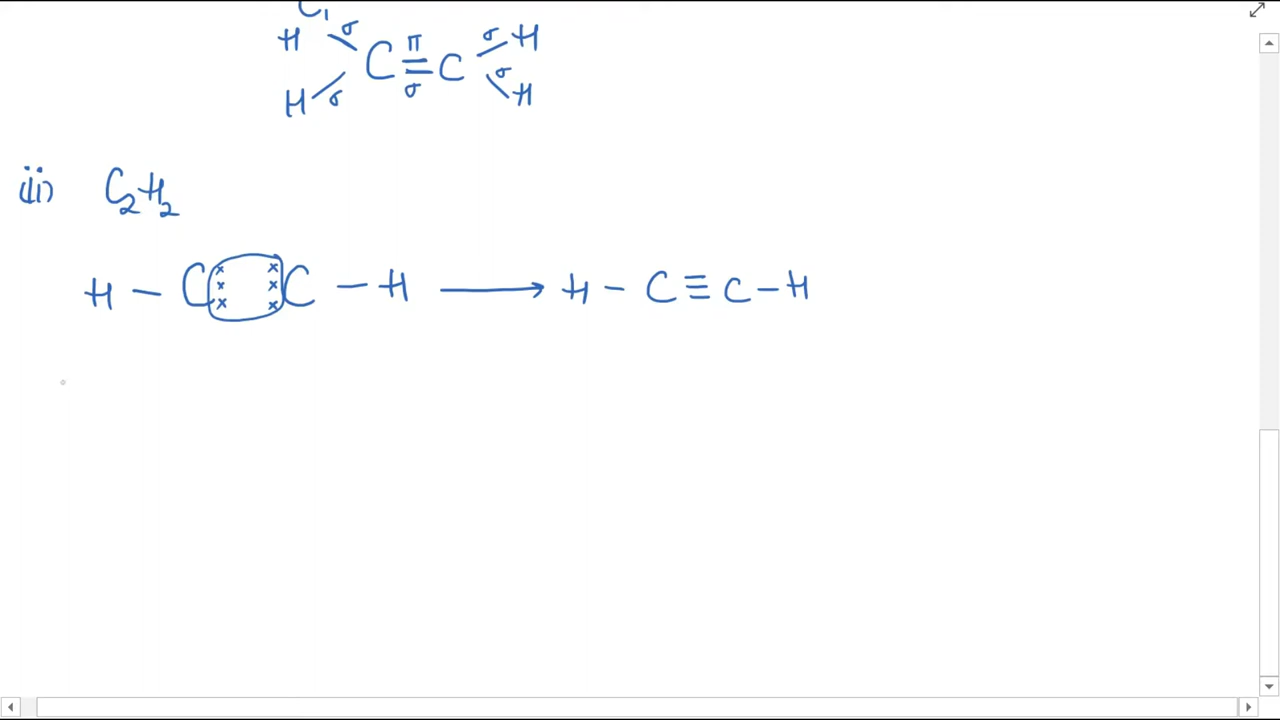 H σ C π = σ C σ H
H σ σ H
(ii) C₂H₂
H – C ××× ××× C – H ⟶ H – C ≡ C – H